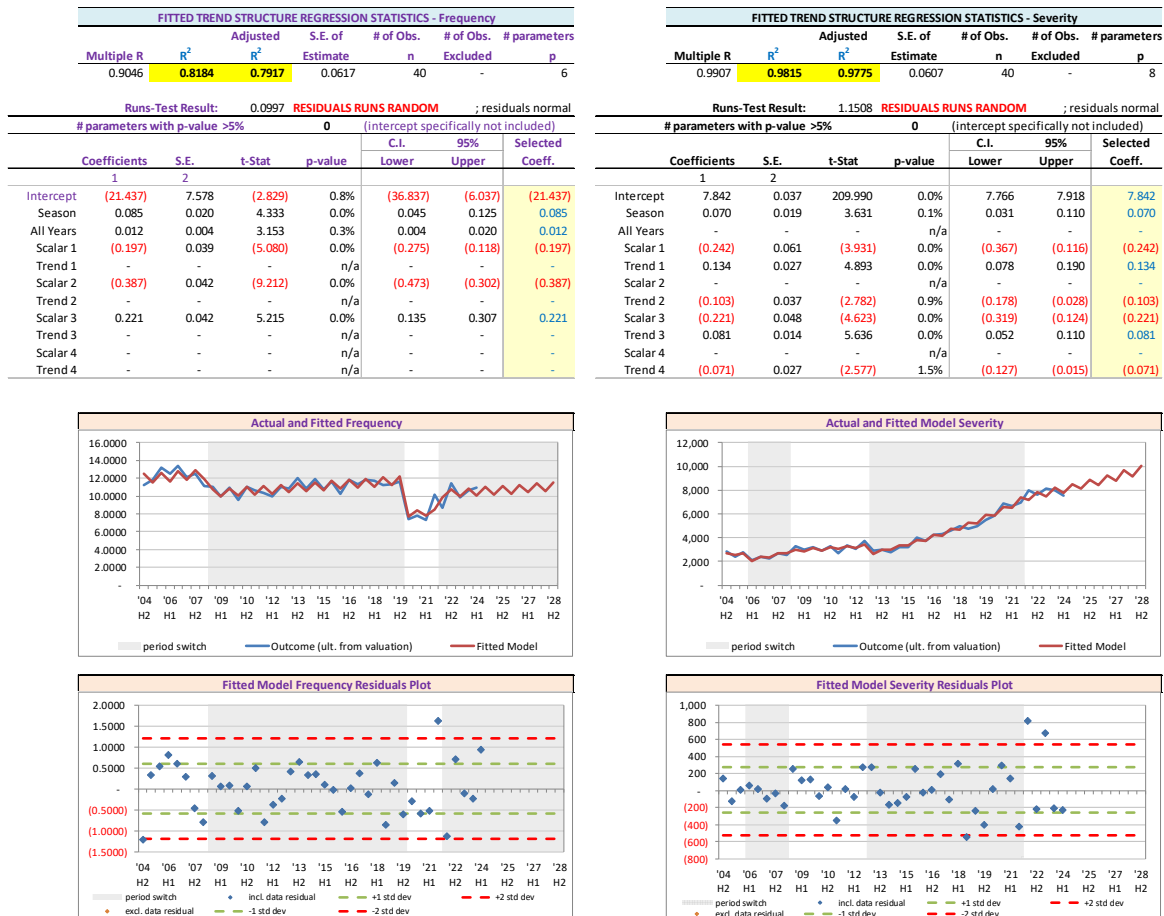 FITTED TREND STRUCTURE REGRESSION STATISTICS - Frequency
Adjusted S.E. of # of Obs. # of Obs. # parameters
Multiple R R² R² Estimate n Excluded p
0.9046 0.8184 0.7917 0.0617 40 - 6
Runs-Test Result: 0.0997 RESIDUALS RUNS RANDOM ; residuals normal
# parameters with p-value >5% 0 (intercept specifically not included)
C.I. 95% Selected
Coefficients S.E. t-Stat p-value Lower Upper Coeff.
1 2
Intercept (21.437) 7.578 (2.829) 0.8% (36.837) (6.037) (21.437)
Season 0.085 0.020 4.333 0.0% 0.045 0.125 0.085
All Years 0.012 0.004 3.153 0.3% 0.004 0.020 0.012
Scalar 1 (0.197) 0.039 (5.080) 0.0% (0.275) (0.118) (0.197)
Trend 1 - - - n/a - - -
Scalar 2 (0.387) 0.042 (9.212) 0.0% (0.473) (0.302) (0.387)
Trend 2 - - - n/a - - -
Scalar 3 0.221 0.042 5.215 0.0% 0.135 0.307 0.221
Trend 3 - - - n/a - - -
Scalar 4 - - - n/a - - -
Trend 4 - - - n/a - - -
FITTED TREND STRUCTURE REGRESSION STATISTICS - Severity
Adjusted S.E. of # of Obs. # of Obs. # parameters
Multiple R R² R² Estimate n Excluded p
0.9907 0.9815 0.9775 0.0607 40 - 8
Runs-Test Result: 1.1508 RESIDUALS RUNS RANDOM ; residuals normal
# parameters with p-value >5% 0 (intercept specifically not included)
C.I. 95% Selected
Coefficients S.E. t-Stat p-value Lower Upper Coeff.
1 2
Intercept 7.842 0.037 209.990 0.0% 7.766 7.918 7.842
Season 0.070 0.019 3.631 0.1% 0.031 0.110 0.070
All Years - - - n/a - - -
Scalar 1 (0.242) 0.061 (3.931) 0.0% (0.367) (0.116) (0.242)
Trend 1 0.134 0.027 4.893 0.0% 0.078 0.190 0.134
Scalar 2 - - - n/a - - -
Trend 2 (0.103) 0.037 (2.782) 0.9% (0.178) (0.028) (0.103)
Scalar 3 (0.221) 0.048 (4.623) 0.0% (0.319) (0.124) (0.221)
Trend 3 0.081 0.014 5.636 0.0% 0.052 0.110 0.081
Scalar 4 - - - n/a - - -
Trend 4 (0.071) 0.027 (2.577) 1.5% (0.127) (0.015) (0.071)
Actual and Fitted Frequency
16.0000
14.0000
12.0000
10.0000
8.0000
6.0000
4.0000
2.0000
-
'04 '06 '07 '09 '10 '12 '13 '15 '16 '18 '19 '21 '22 '24 '25 '27 '28
H2 H1 H2 H1 H2 H1 H2 H1 H2 H1 H2 H1 H2 H1 H2 H1 H2
period switch Outcome (ult. from valuation) Fitted Model
Actual and Fitted Model Severity
12,000
10,000
8,000
6,000
4,000
2,000
-
'04 '06 '07 '09 '10 '12 '13 '15 '16 '18 '19 '21 '22 '24 '25 '27 '28
H2 H1 H2 H1 H2 H1 H2 H1 H2 H1 H2 H1 H2 H1 H2 H1 H2
period switch Outcome (ult. from valuation) Fitted Model
Fitted Model Frequency Residuals Plot
2.0000
1.5000
1.0000
0.5000
-
(0.5000)
(1.0000)
(1.5000)
'04 '06 '07 '09 '10 '12 '13 '15 '16 '18 '19 '21 '22 '24 '25 '27 '28
H2 H1 H2 H1 H2 H1 H2 H1 H2 H1 H2 H1 H2 H1 H2 H1 H2
period switch incl. data residual +1 std dev +2 std dev
excl. data residual -1 std dev -2 std dev
Fitted Model Severity Residuals Plot
1,000
800
600
400
200
-
(200)
(400)
(600)
(800)
'04 '06 '07 '09 '10 '12 '13 '15 '16 '18 '19 '21 '22 '24 '25 '27 '28
H2 H1 H2 H1 H2 H1 H2 H1 H2 H1 H2 H1 H2 H1 H2 H1 H2
period switch incl. data residual +1 std dev +2 std dev
excl. data residual -1 std dev -2 std dev